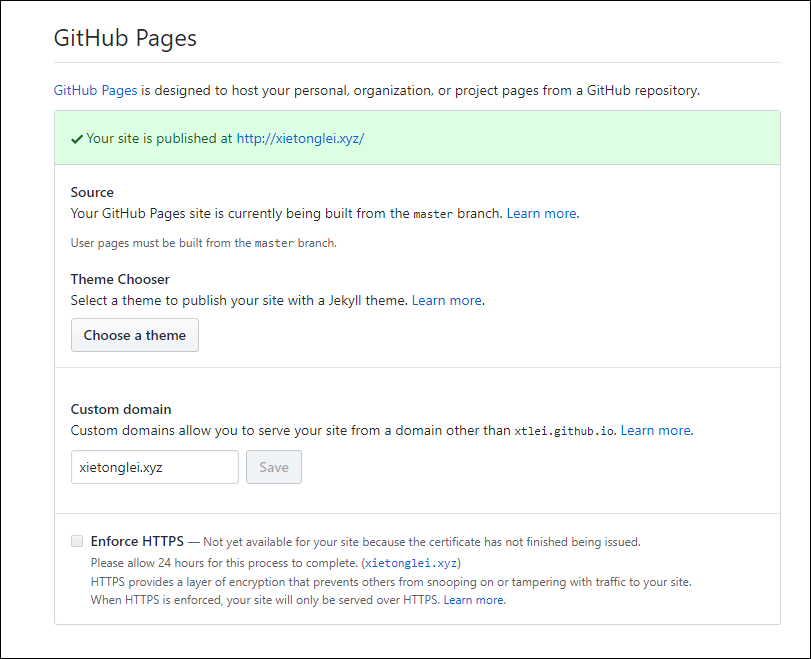 GitHub Pages
GitHub Pages is designed to host your personal, organization, or project pages from a GitHub repository.
✔ Your site is published at http://xietonglei.xyz/
Source
Your GitHub Pages site is currently being built from the master branch. Learn more.
User pages must be built from the master branch.
Theme Chooser
Select a theme to publish your site with a Jekyll theme. Learn more.
Choose a theme
Custom domain
Custom domains allow you to serve your site from a domain other than xtlei.github.io. Learn more.
xietonglei.xyz Save
Enforce HTTPS — Not yet available for your site because the certificate has not finished being issued.
Please allow 24 hours for this process to complete. (xietonglei.xyz)
HTTPS provides a layer of encryption that prevents others from snooping on or tampering with traffic to your site.
When HTTPS is enforced, your site will only be served over HTTPS. Learn more.